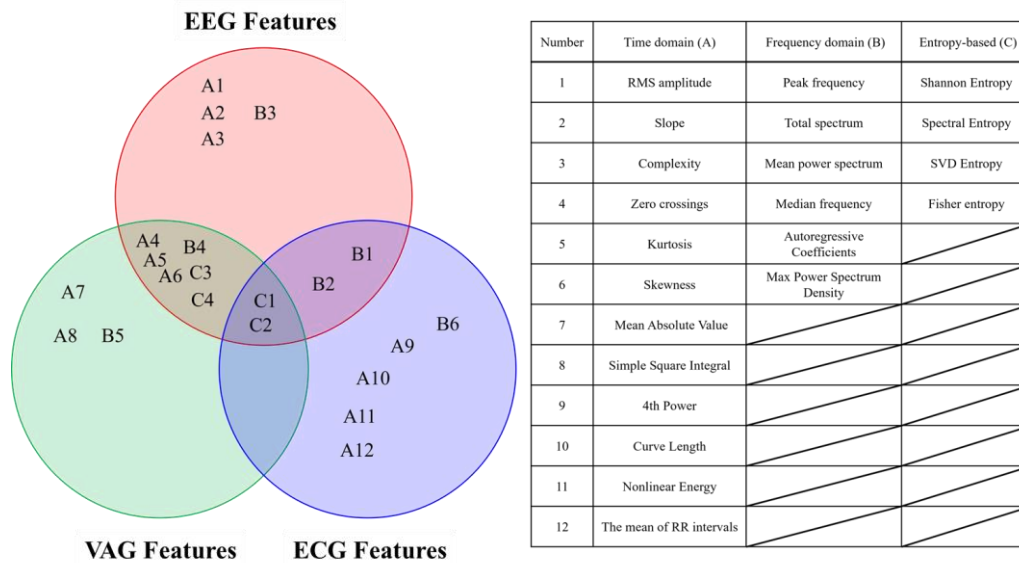 EEG Features
A1
A2 B3
A3
A4 B4
A5
A6 C3
C4
B1
B2
C1
C2
A7
A8 B5
B6
A9
A10
A11
A12
VAG Features
ECG Features
Number Time domain (A) Frequency domain (B) Entropy-based (C)
1 RMS amplitude Peak frequency Shannon Entropy
2 Slope Total spectrum Spectral Entropy
3 Complexity Mean power spectrum SVD Entropy
4 Zero crossings Median frequency Fisher entropy
5 Kurtosis Autoregressive
Coefficients
6 Skewness Max Power Spectrum
Density
7 Mean Absolute Value
8 Simple Square Integral
9 4th Power
10 Curve Length
11 Nonlinear Energy
12 The mean of RR intervals